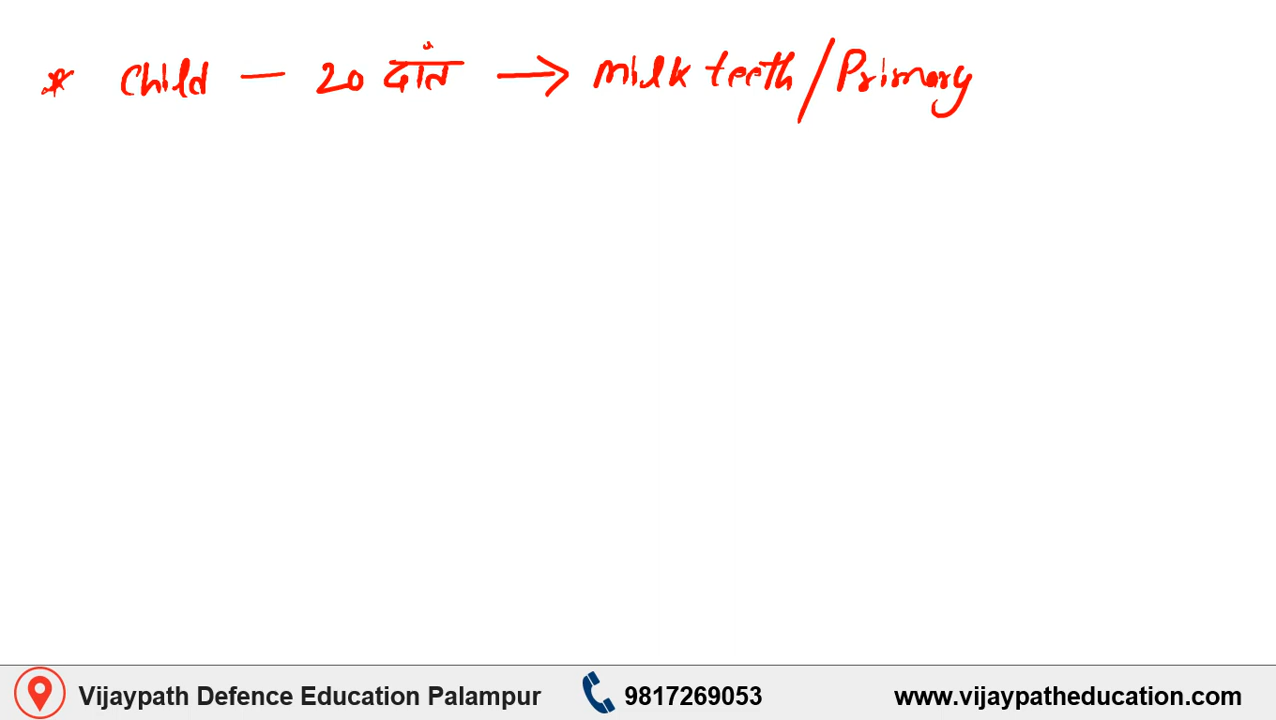 * Child — 20 दांत → Milk teeth/Primary
Vijaypath Defence Education Palampur 9817269053 www.vijaypatheducation.com